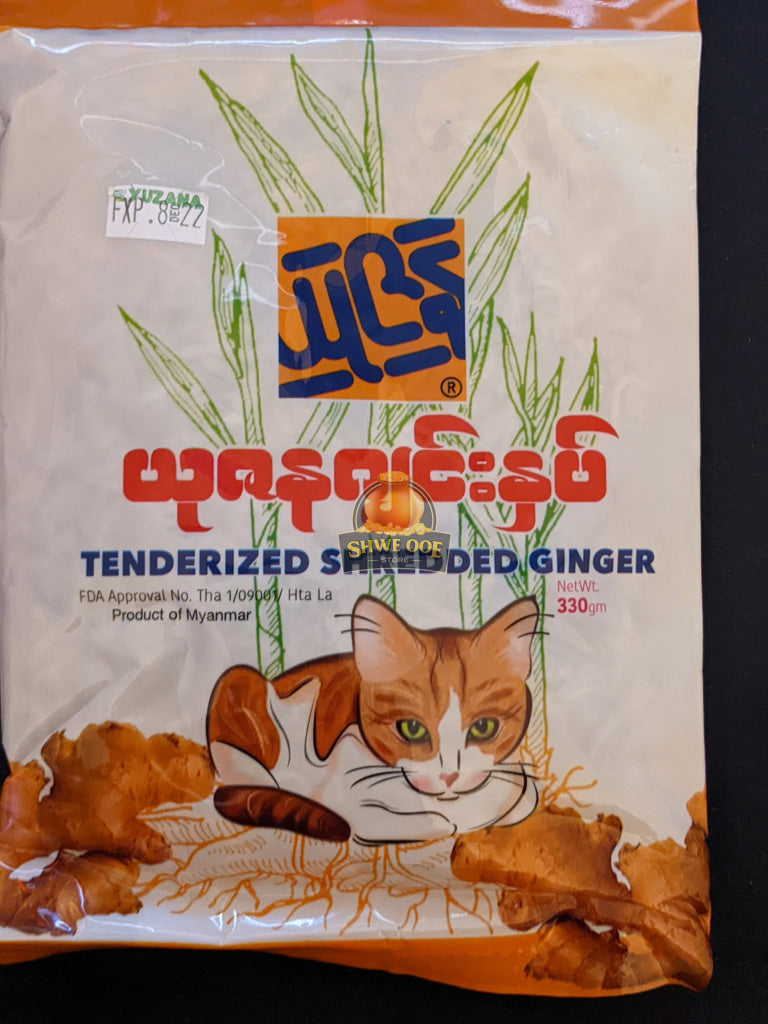 YUZANA
EXP. 8 DEC 22
ယုဇန
®
ယုဇနဂျင်းနှပ်
SHWE OOE
STORE
TENDERIZED SHREDDED GINGER
FDA Approval No. Tha 1/09001/ Hta La
NetWt.
Product of Myanmar
330gm